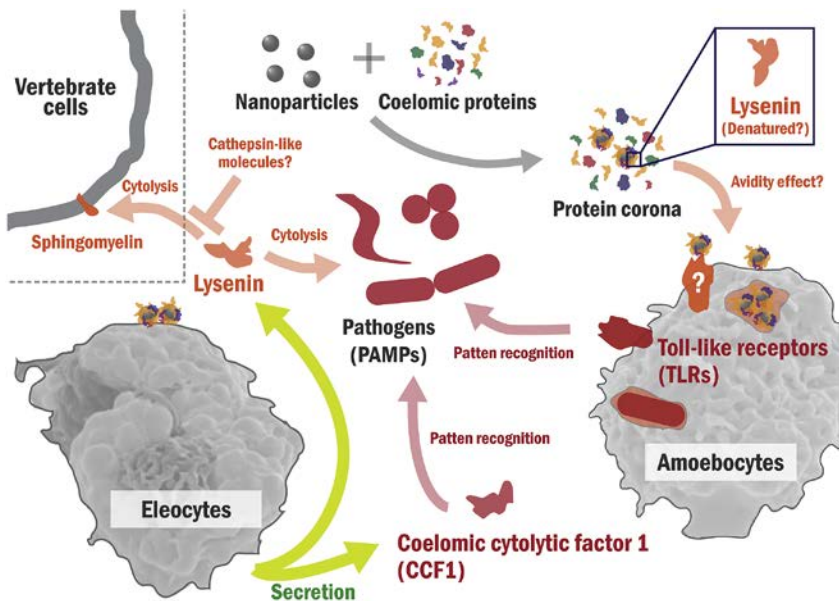 Vertebrate
cells
Nanoparticles
Coelomic proteins
Lysenin
(Denatured?)
Cathepsin-like
molecules?
Cytolysis
Sphingomyelin
Lysenin
Cytolysis
Protein corona
Avidity effect?
?
Pathogens
(PAMPs)
Patten recognition
Toll-like receptors
(TLRs)
Patten recognition
Amoebocytes
Eleocytes
Coelomic cytolytic factor 1
(CCF1)
Secretion